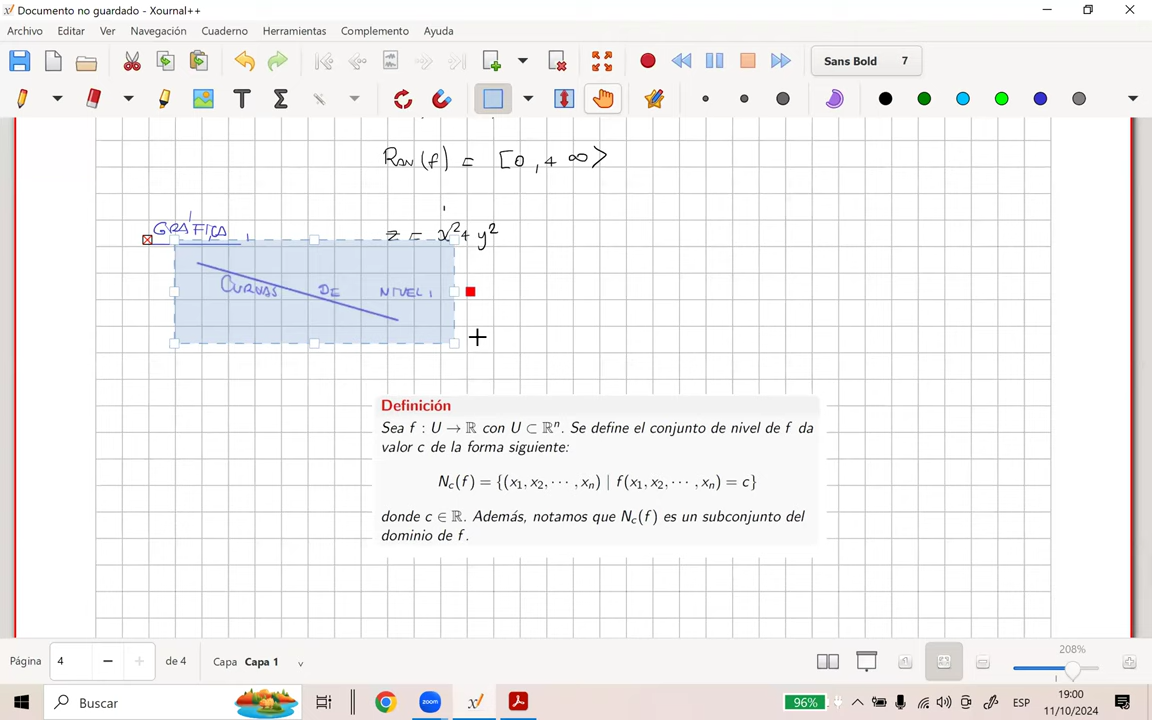 Documento no guardado - Xournal++
Archivo Editar Ver Navegación Cuaderno Herramientas Complemento Ayuda
Sans Bold 7
Ran(f) = [0, +∞>
GRÁFICA
z = x² + y²
CURVAS DE NIVEL
Definición
Sea f : U → ℝ con U ⊂ ℝⁿ. Se define el conjunto de nivel de f da
valor c de la forma siguiente:
N_c(f) = {(x₁, x₂, ⋯ , xₙ) | f(x₁, x₂, ⋯ , xₙ) = c}
donde c ∈ ℝ. Además, notamos que N_c(f) es un subconjunto del
dominio de f.
Página 4 de 4 Capa Capa 1 208%
Buscar 96% ESP 19:00
11/10/2024